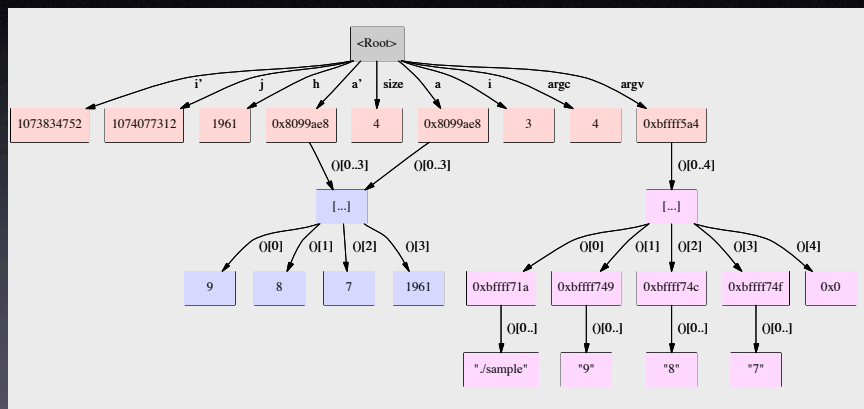 <Root>
i' j h a' size a i argc argv
1073834752 1074077312 1961 0x8099ae8 4 0x8099ae8 3 4 0xbffff5a4
()[0..3] ()[0..3] ()[0..4]
[...] [...]
()[0] ()[1] ()[2] ()[3] ()[0] ()[1] ()[2] ()[3] ()[4]
9 8 7 1961 0xbffff71a 0xbffff749 0xbffff74c 0xbffff74f 0x0
()[0..] ()[0..] ()[0..] ()[0..]
"./sample" "9" "8" "7"